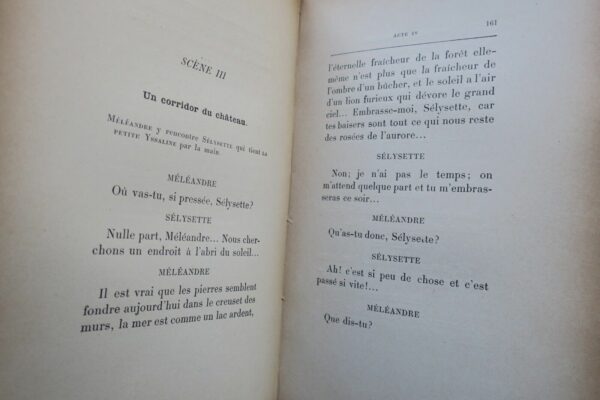 SCÈNE III
Un corridor du château.
MÉLÉANDRE y rencontre SÉLYSETTE qui tient LA
PETITE YSSALINE par la main.
MÉLÉANDRE
Où vas-tu, si pressée, Sélysette?
SÉLYSETTE
Nulle part, Méléandre... Nous cher-
chons un endroit à l'abri du soleil...
MÉLÉANDRE
Il est vrai que les pierres semblent
fondre aujourd'hui dans le creuset des
murs, la mer est comme un lac ardent,
ACTE IV
161
l'éternelle fraîcheur de la forêt elle-
même n'est plus que la fraîcheur de
l'ombre d'un bûcher, et le soleil a l'air
d'un lion furieux qui dévore le grand
ciel... Embrasse-moi, Sélysette, car
tes baisers sont tout ce qui nous reste
des rosées de l'aurore...
SÉLYSETTE
Non; je n'ai pas le temps; on
m'attend quelque part et tu m'embras-
seras ce soir...
MÉLÉANDRE
Qu'as-tu donc, Sélysette?
SÉLYSETTE
Ah! c'est si peu de chose et c'est
passé si vite!...
MÉLÉANDRE
Que dis-tu?